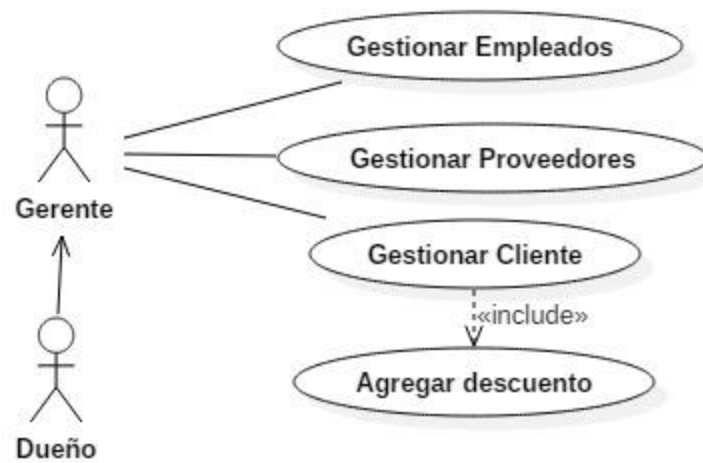 Gestionar Empleados
Gestionar Proveedores
Gerente
Gestionar Cliente
«include»
Agregar descuento
Dueño